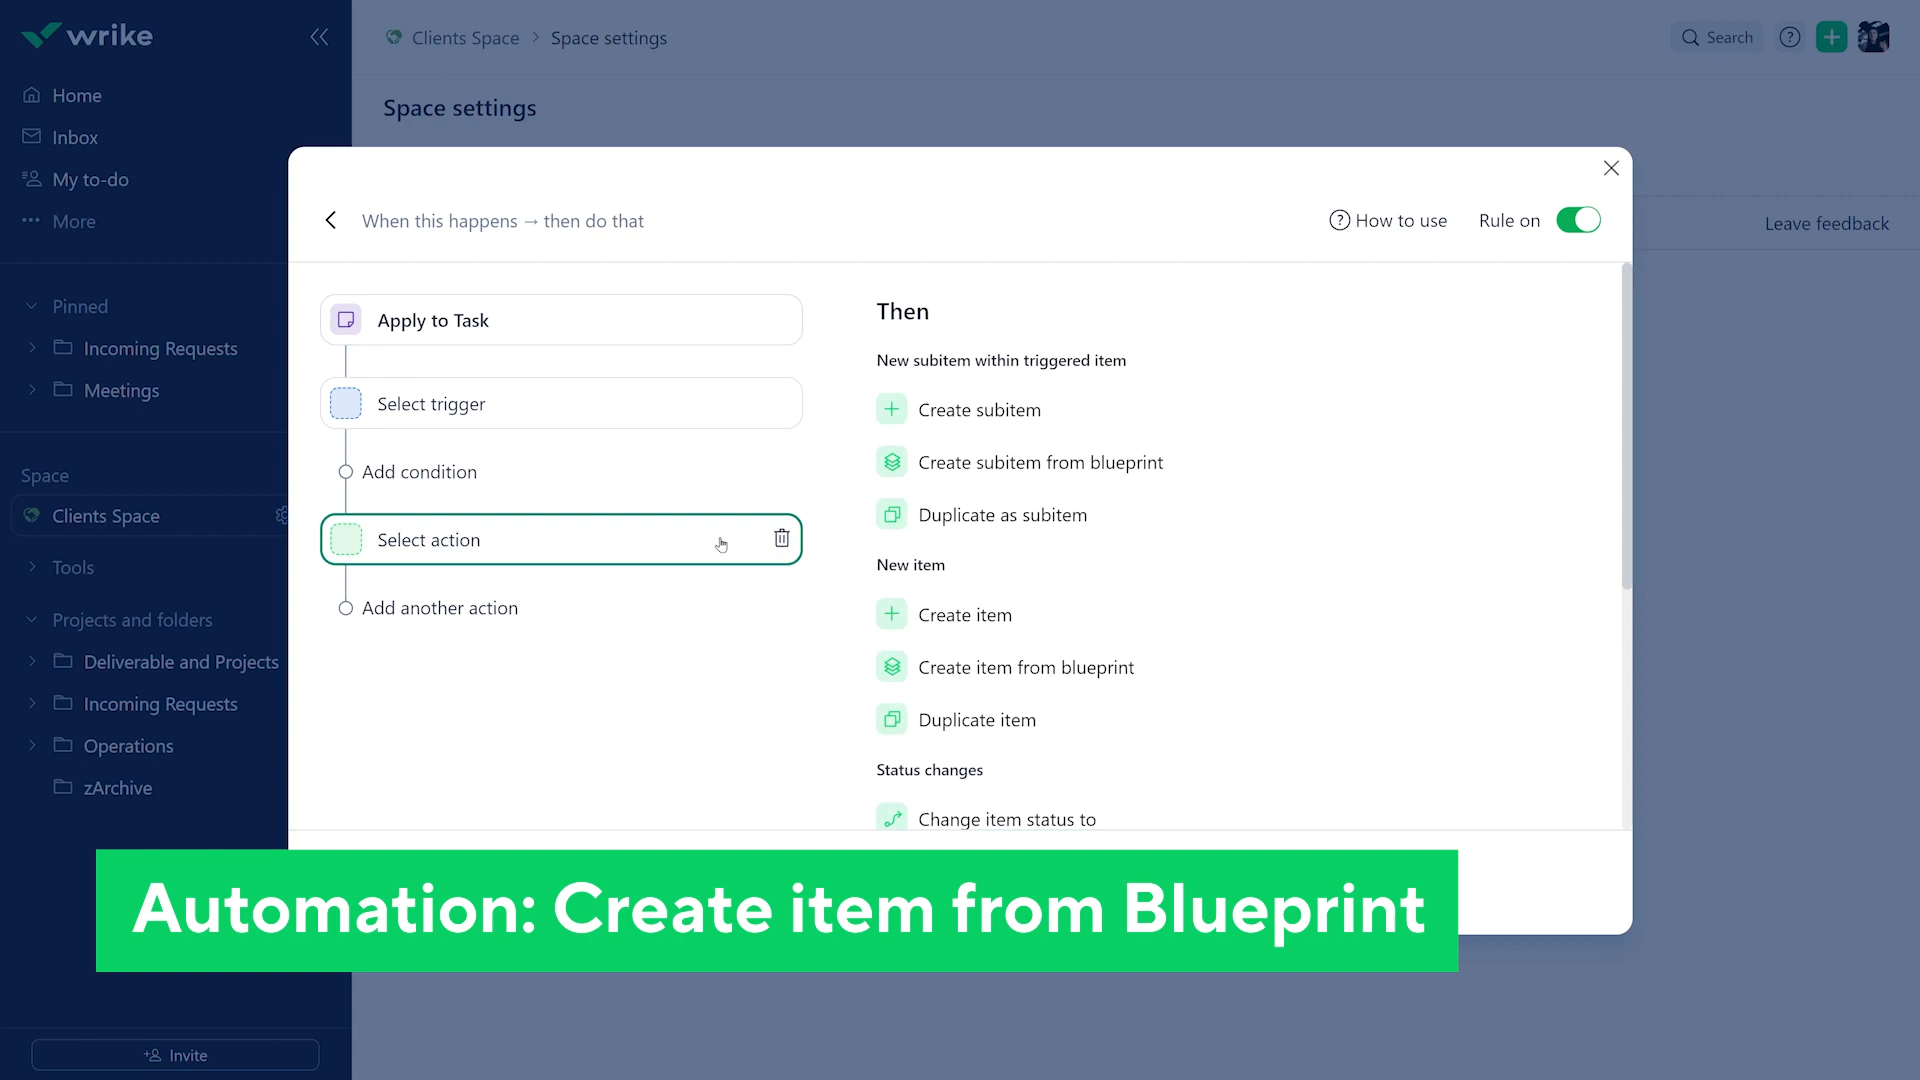 wrike
Home
Inbox
My to-do
More
Pinned
Incoming Requests
Meetings
Space
Clients Space
Tools
Projects and folders
Deliverable and Projects
Incoming Requests
Operations
zArchive
Invite
Clients Space > Space settings
Search
Space settings
Leave feedback
When this happens → then do that
How to use
Rule on
Apply to Task
Select trigger
Add condition
Select action
Add another action
Then
New subitem within triggered item
Create subitem
Create subitem from blueprint
Duplicate as subitem
New item
Create item
Create item from blueprint
Duplicate item
Status changes
Change item status to
Automation: Create item from Blueprint